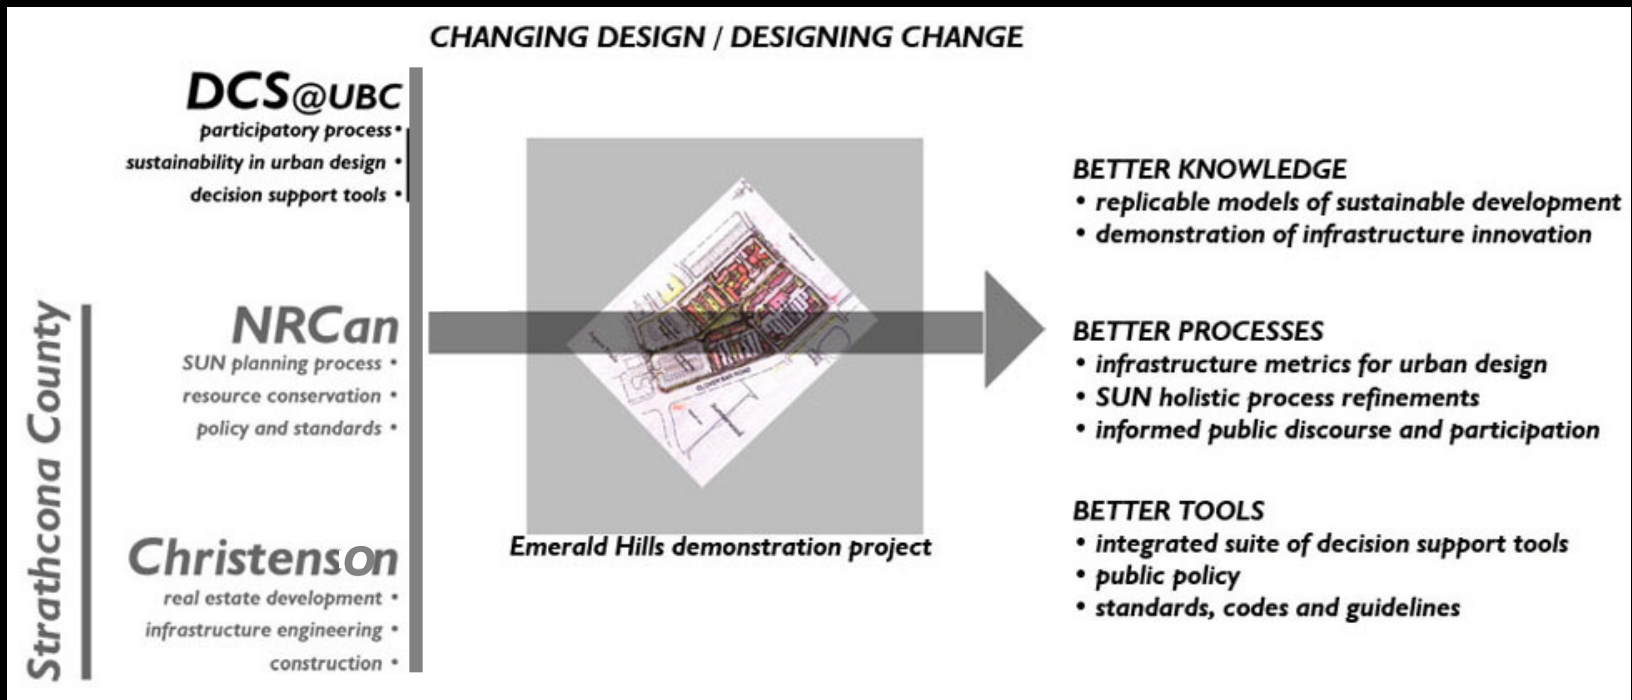 CHANGING DESIGN / DESIGNING CHANGE
DCS@UBC
participatory process •
sustainability in urban design •
decision support tools •
Strathcona County
NRCan
SUN planning process •
resource conservation •
policy and standards •
Christenson
real estate development •
infrastructure engineering •
construction •
CLOVER BAR ROAD
Emerald Hills demonstration project
BETTER KNOWLEDGE
• replicable models of sustainable development
• demonstration of infrastructure innovation
BETTER PROCESSES
• infrastructure metrics for urban design
• SUN holistic process refinements
• informed public discourse and participation
BETTER TOOLS
• integrated suite of decision support tools
• public policy
• standards, codes and guidelines